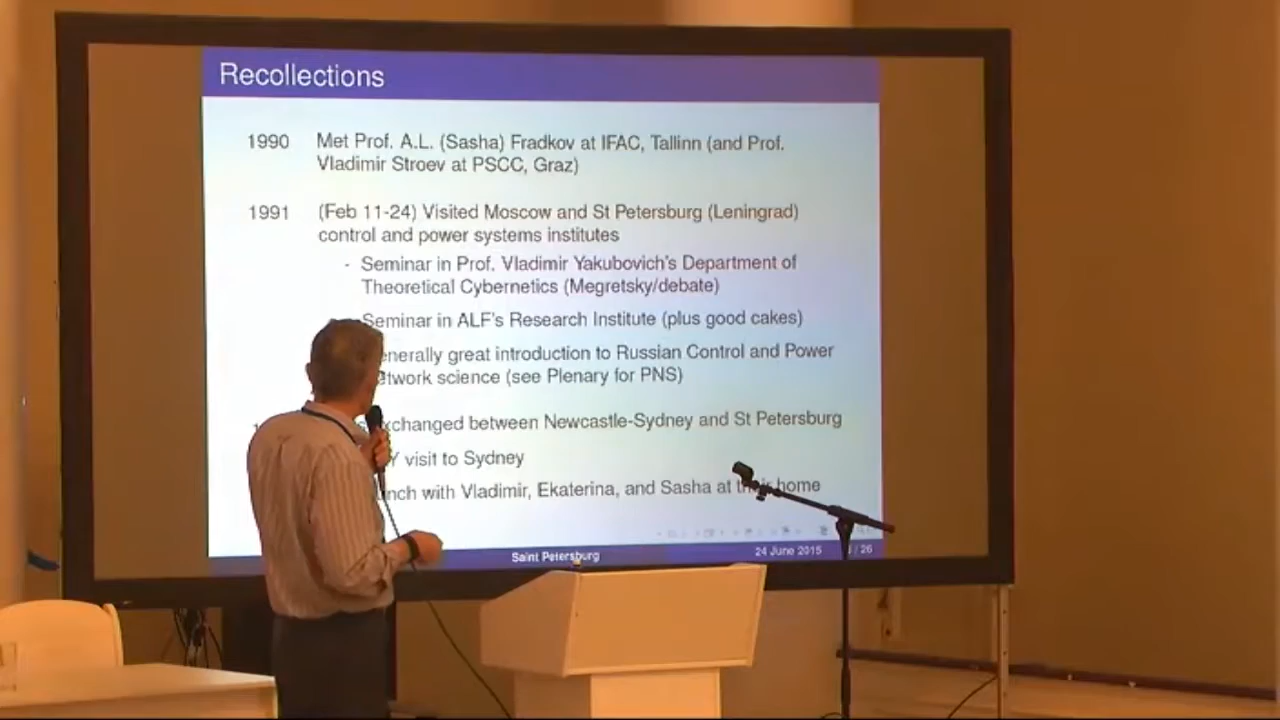 Recollections
1990 Met Prof. A.L. (Sasha) Fradkov at IFAC, Tallinn (and Prof.
Vladimir Stroev at PSCC, Graz)
1991 (Feb 11-24) Visited Moscow and St Petersburg (Leningrad)
control and power systems institutes
- Seminar in Prof. Vladimir Yakubovich's Department of
Theoretical Cybernetics (Megretsky/debate)
Seminar in ALF's Research Institute (plus good cakes)
enerally great introduction to Russian Control and Power
twork science (see Plenary for PNS)
xchanged between Newcastle-Sydney and St Petersburg
Y visit to Sydney
nch with Vladimir, Ekaterina, and Sasha at their home
Saint Petersburg 24 June 2015 / 26